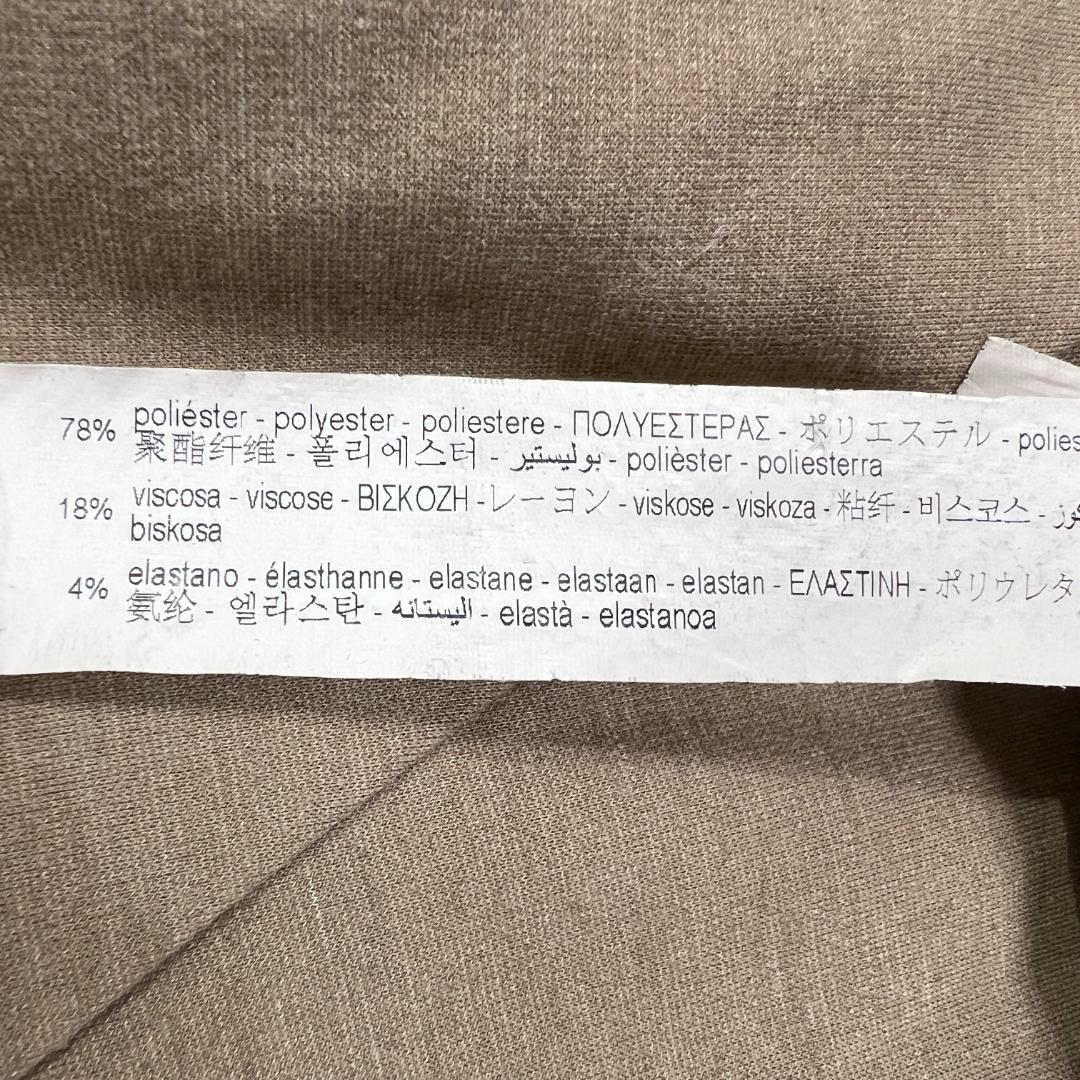 78% poliéster - polyester - poliestere - ΠΟΛΥΕΣΤΕΡΑΣ - ポリエステル - polies
聚酯纤维 - 폴리에스터 - بوليستير - polièster - poliesterra
18% viscosa - viscose - ΒΙΣΚΟΖΗ -レーヨン - viskose - viskoza - 粘纤 - 비스코스 -
biskosa
4% elastano - élasthanne - elastane - elastaan - elastan - ΕΛΑΣΤΙΝΗ - ポリウレタ
氨纶 - 엘라스탄 - اليستانه - elastà - elastanoa